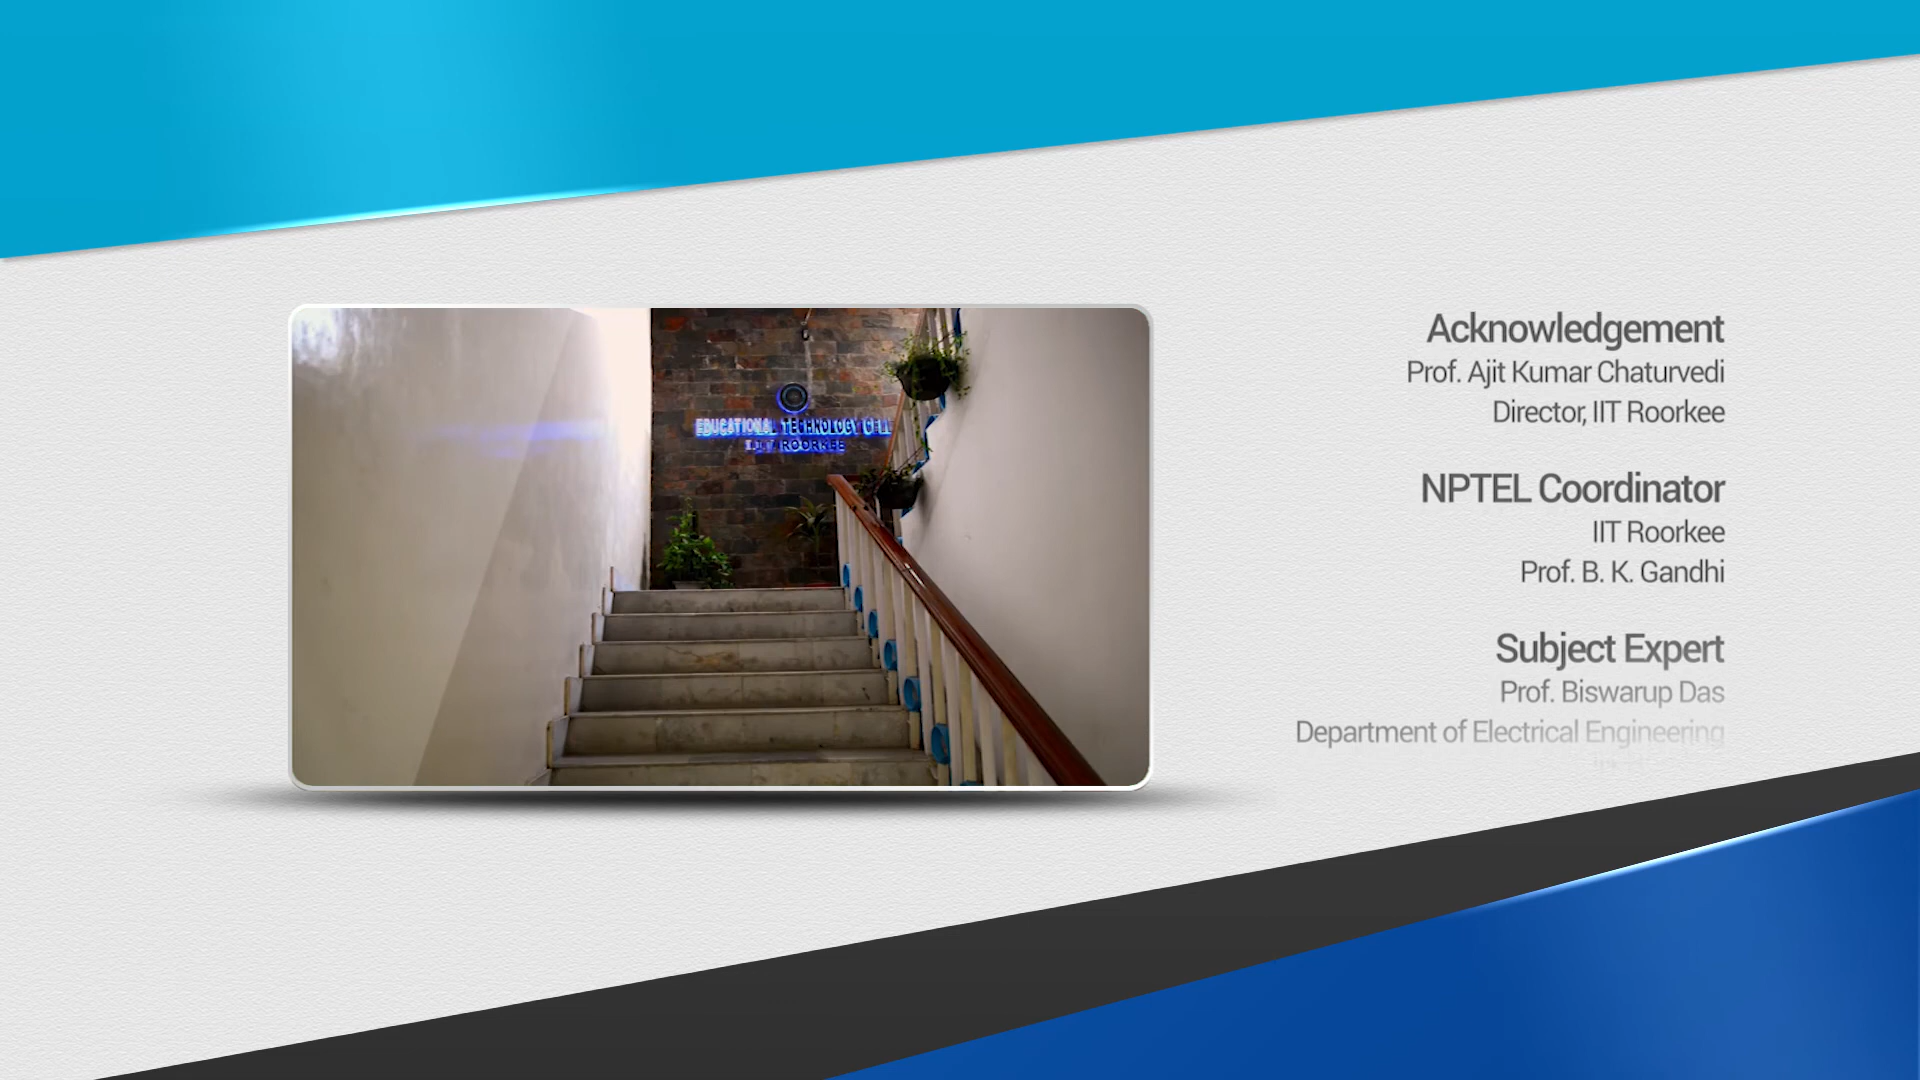 EDUCATIONAL TECHNOLOGY CELL
I.I.T ROORKEE
Acknowledgement
Prof. Ajit Kumar Chaturvedi
Director, IIT Roorkee
NPTEL Coordinator
IIT Roorkee
Prof. B. K. Gandhi
Subject Expert
Prof. Biswarup Das
Department of Electrical Engineering